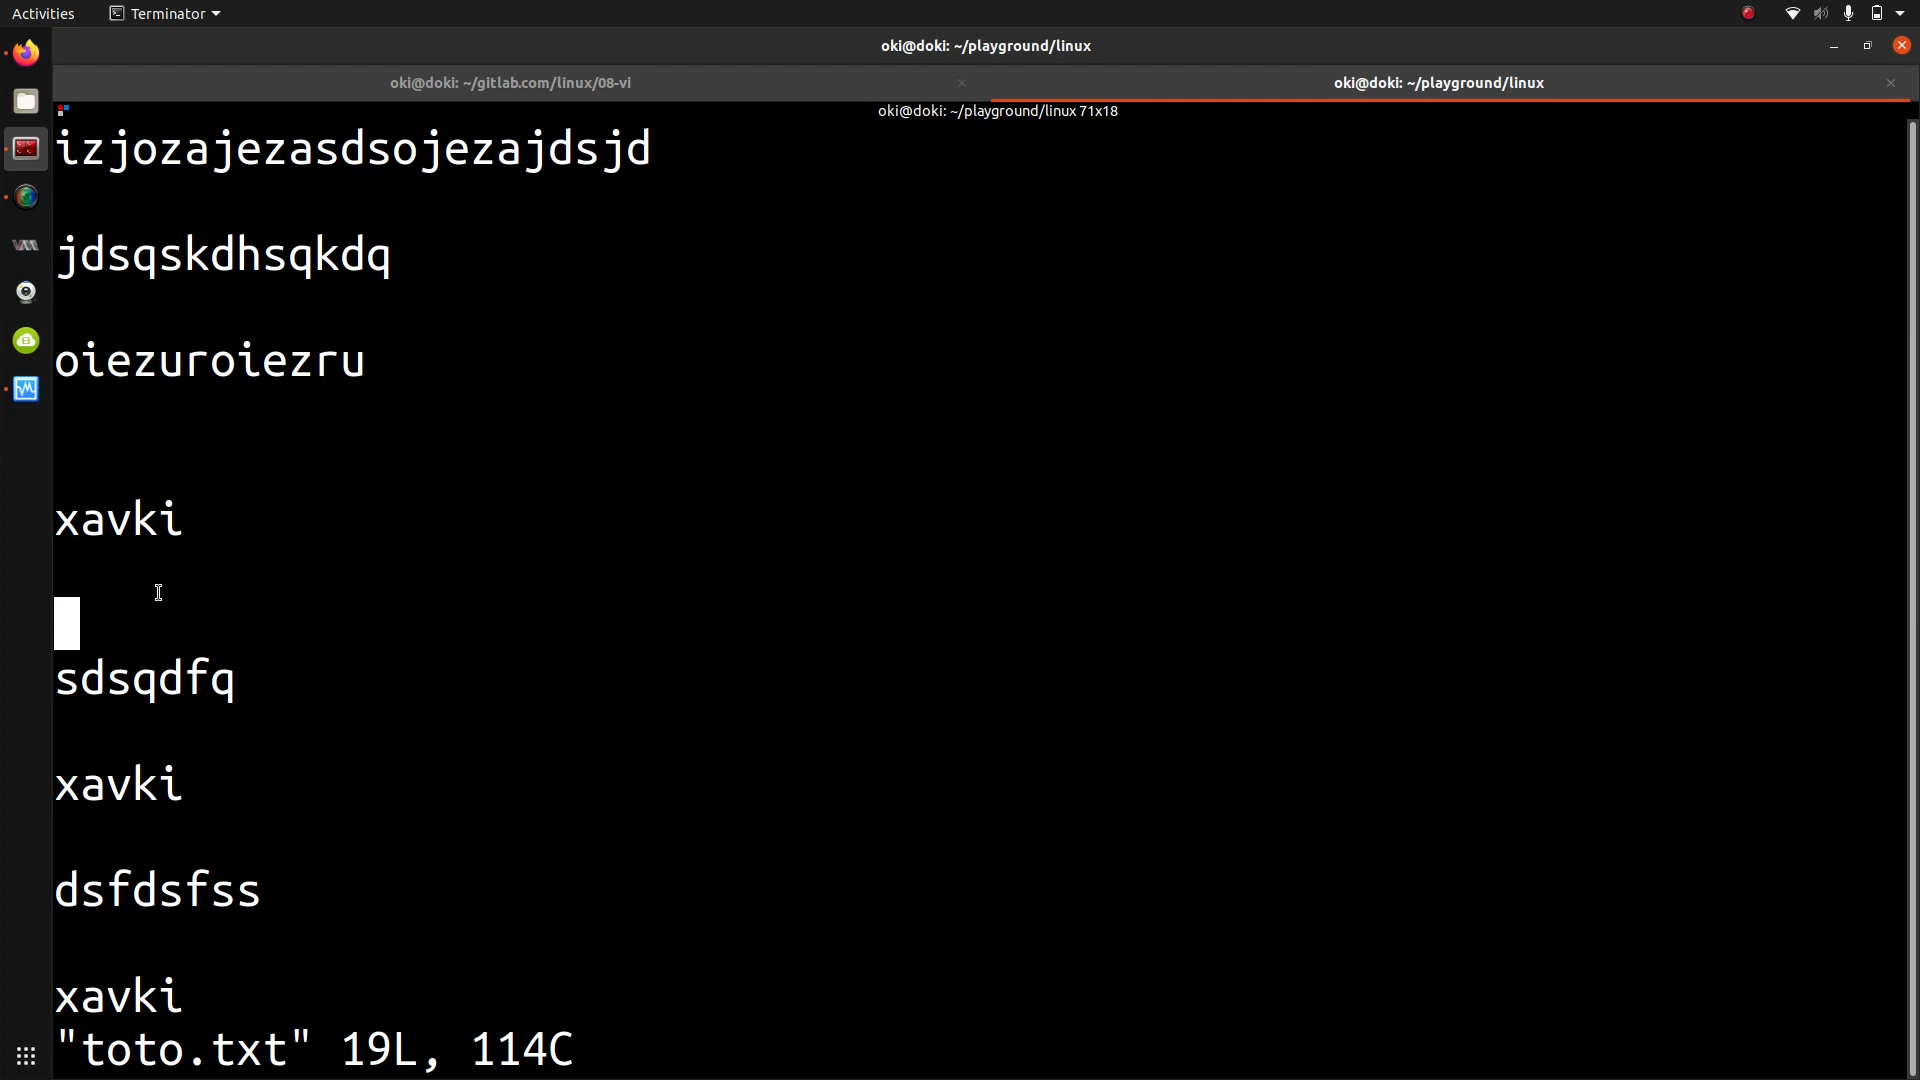 Activities
Terminator
oki@doki: ~/playground/linux
oki@doki: ~/gitlab.com/linux/08-vi
oki@doki: ~/playground/linux
oki@doki: ~/playground/linux 71x18
izjozajezasdsojezajdsjd
jdsqskdhsqkdq
oiezuroiezru
xavki
sdsqdfq
xavki
dsfdsfss
xavki
"toto.txt" 19L, 114C